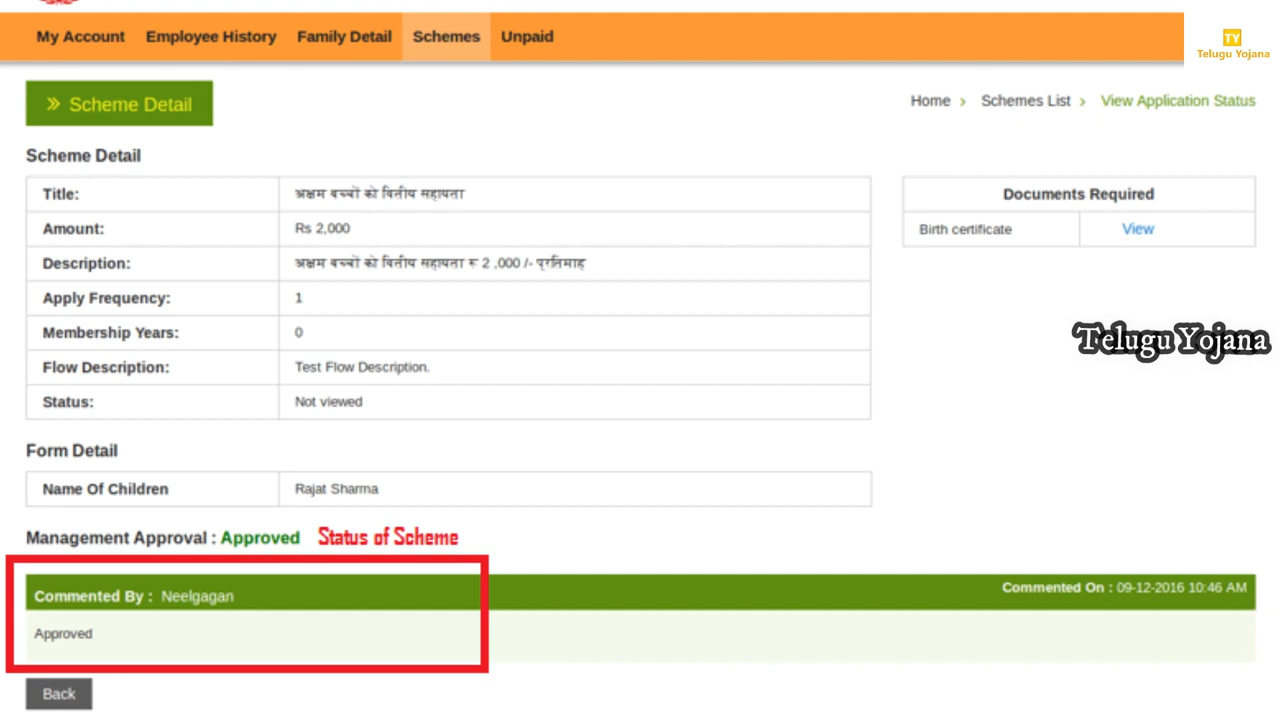 My Account Employee History Family Detail Schemes Unpaid
TY
Telugu Yojana
» Scheme Detail
Home > Schemes List > View Application Status
Scheme Detail
Title: अक्षम बच्चों को वितीय सहायता
Amount: Rs 2,000
Description: अक्षम बच्चों को वितीय सहायता रू 2 ,000 /- प्रतिमाह
Apply Frequency: 1
Membership Years: 0
Flow Description: Test Flow Description.
Status: Not viewed
Documents Required
Birth certificate View
Telugu Yojana
Form Detail
Name Of Children Rajat Sharma
Management Approval : Approved Status of Scheme
Commented By : Neelgagan Commented On : 09-12-2016 10:46 AM
Approved
Back